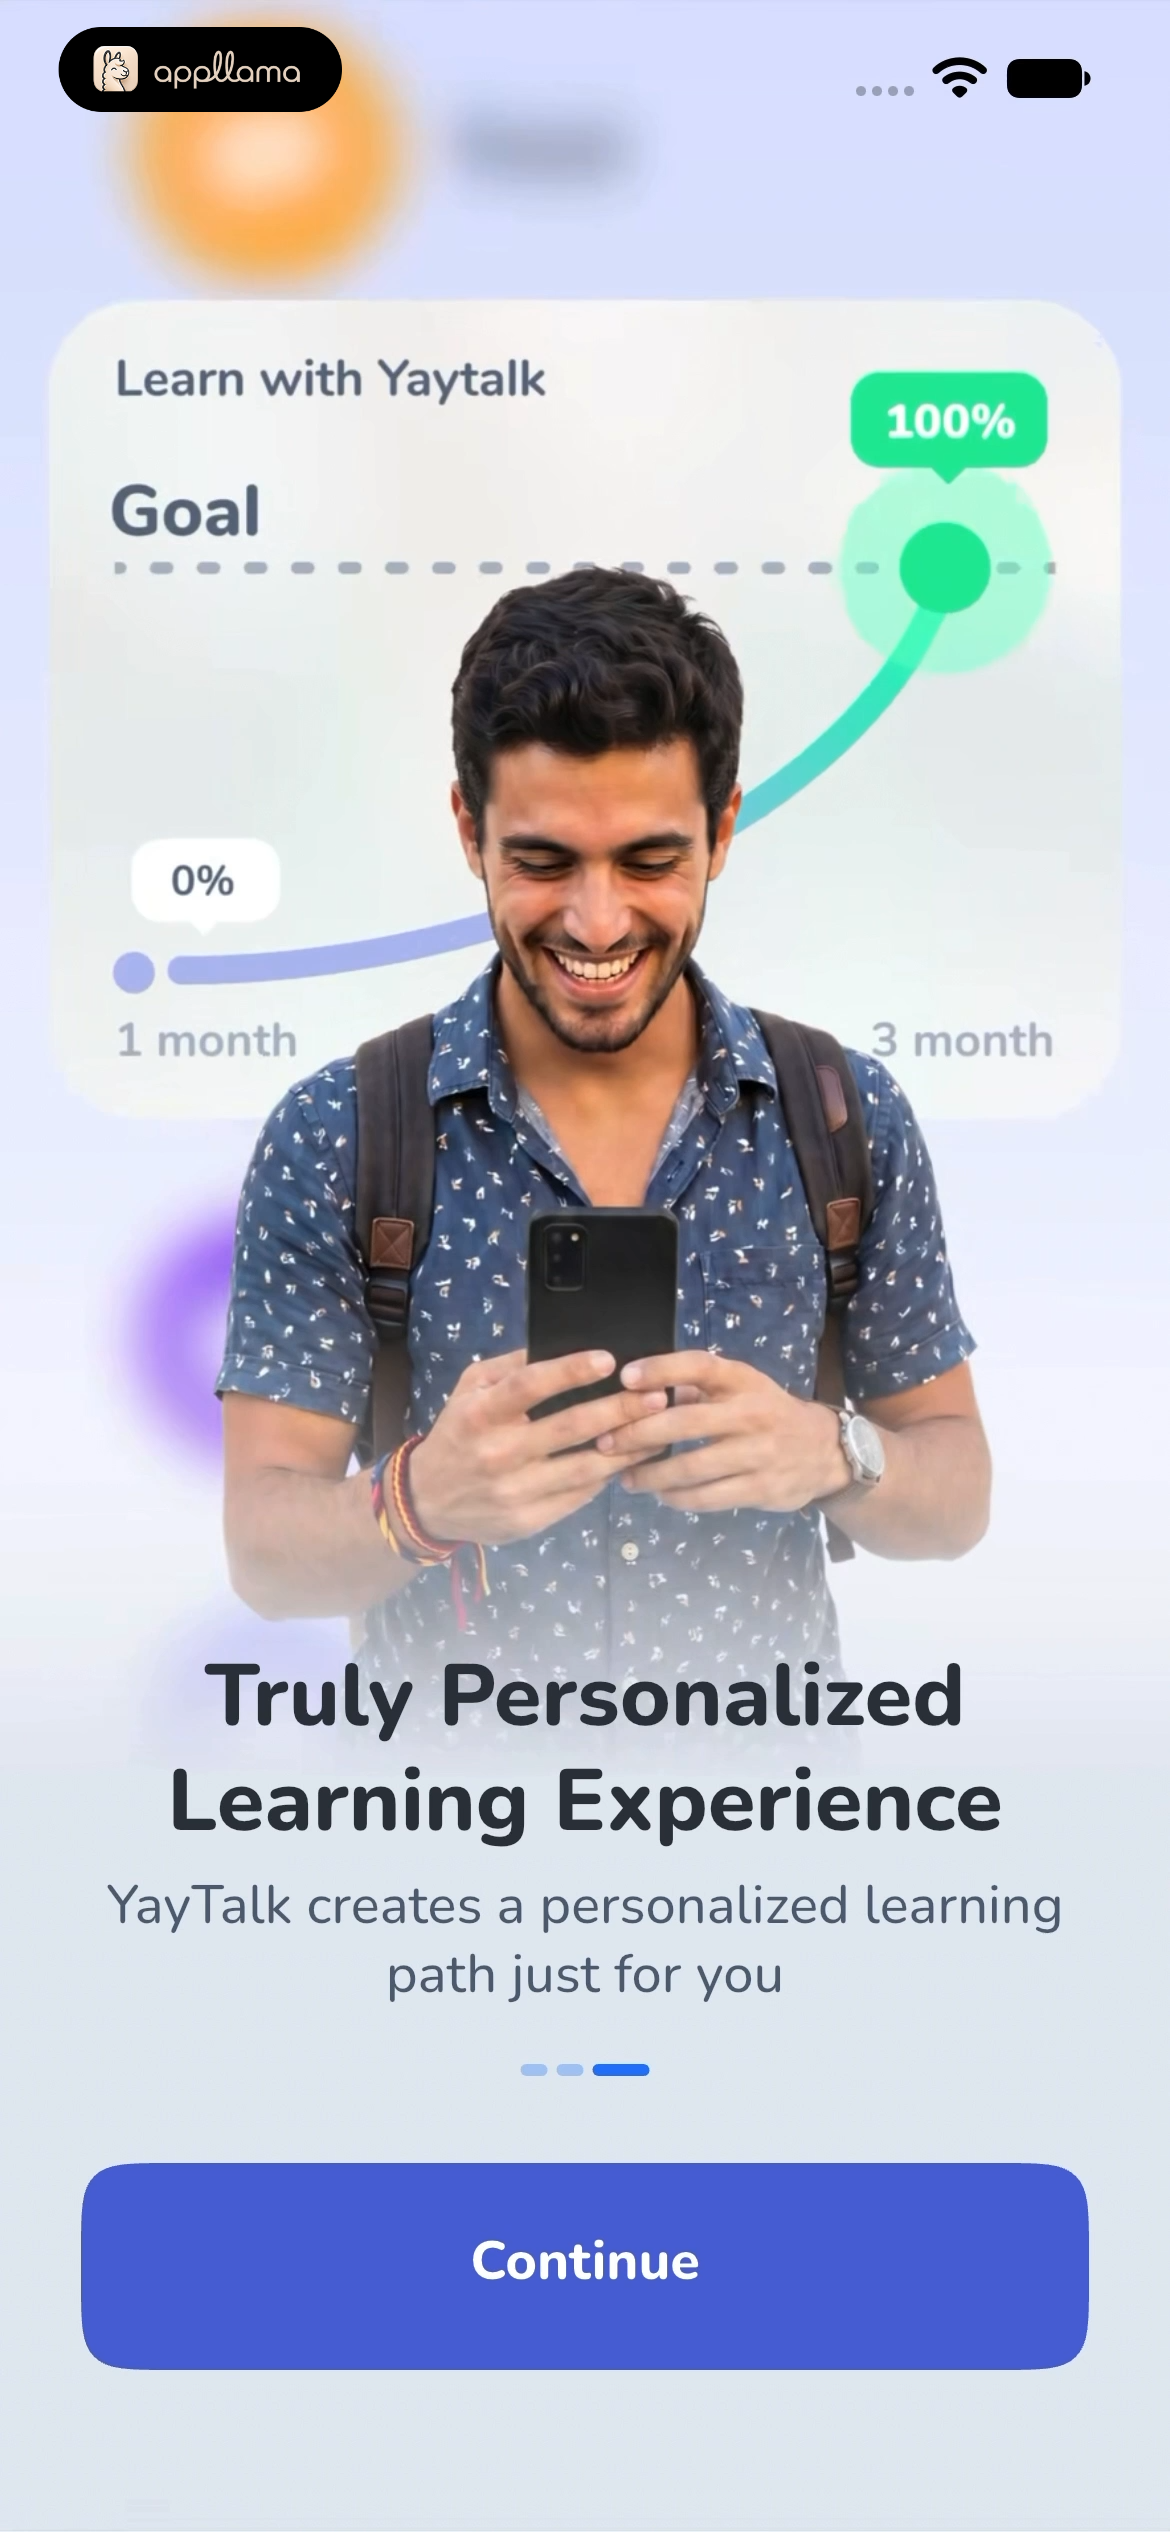 appllama
Learn with Yaytalk
100%
Goal
0%
1 month
3 month
Truly Personalized
Learning Experience
YayTalk creates a personalized learning
path just for you
Continue